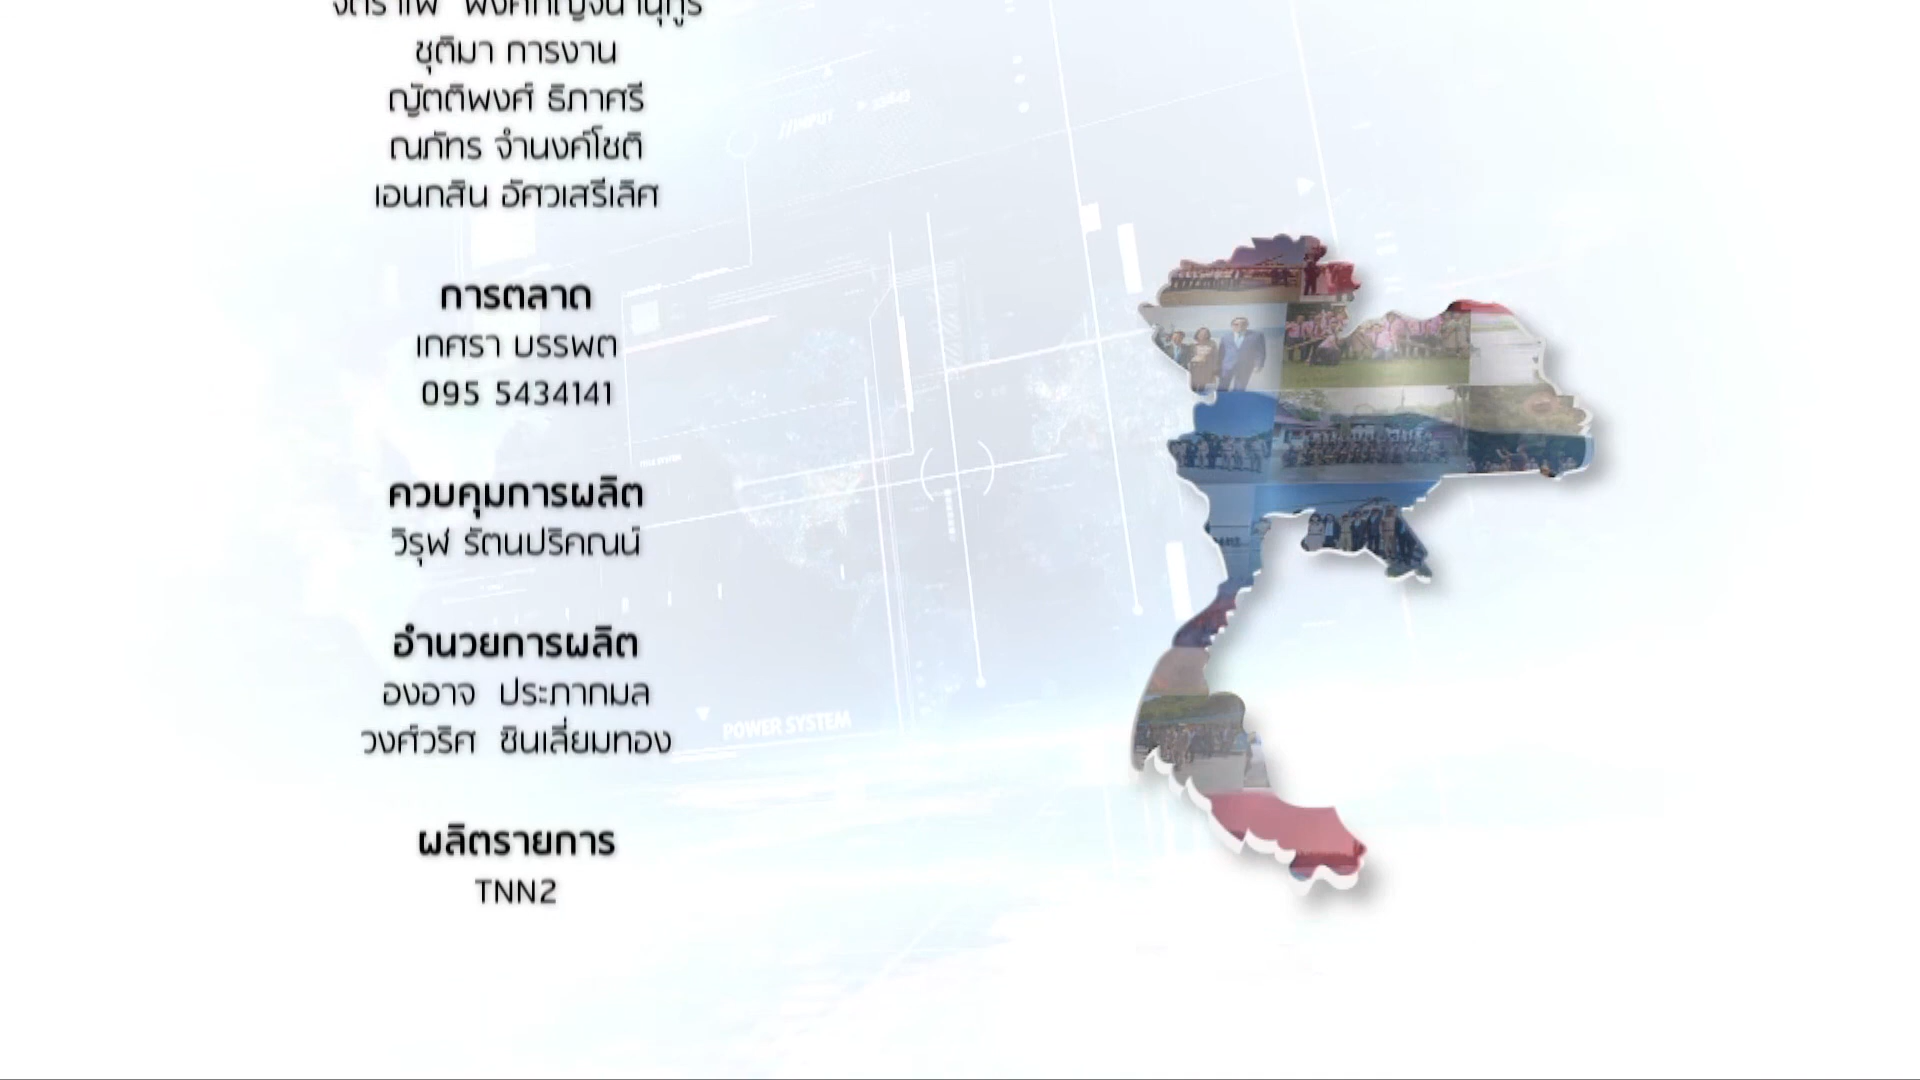 ชุติมา การงาน
ญัตติพงศ์ ธิภาศรี
ณภัทร จำนงค์โชติ
เอนกสิน อัศวเสรีเลิศ
การตลาด
เกศรา บรรพต
095 5434141
ควบคุมการผลิต
วิรุฬ รัตนปริคณน์
อำนวยการผลิต
องอาจ ประภากมล
วงศ์วริศ ซินเลี่ยมทอง
POWER SYSTEM
ผลิตรายการ
TNN2